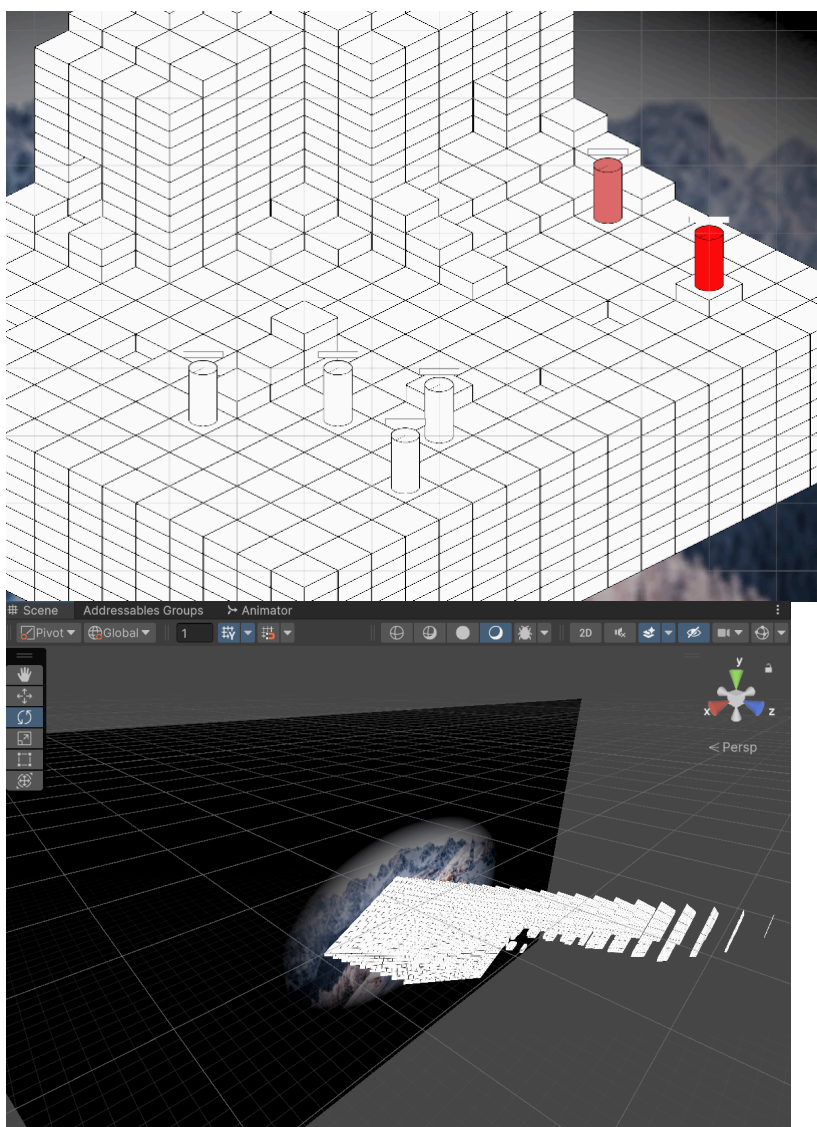 Scene Addressables Groups Animator
Pivot Global 1 2D
y
x z
Persp